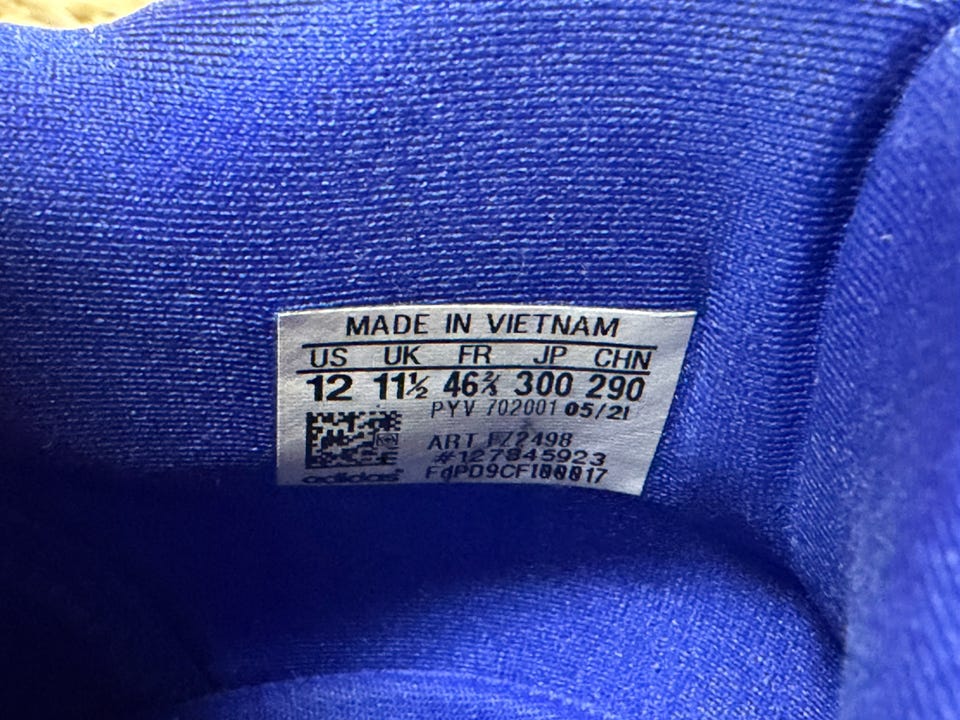 MADE IN VIETNAM
US UK FR JP CHN
12 11½ 46⅔ 300 290
PYV 702001 05/21
ART FZ2498
#127845923
adidas